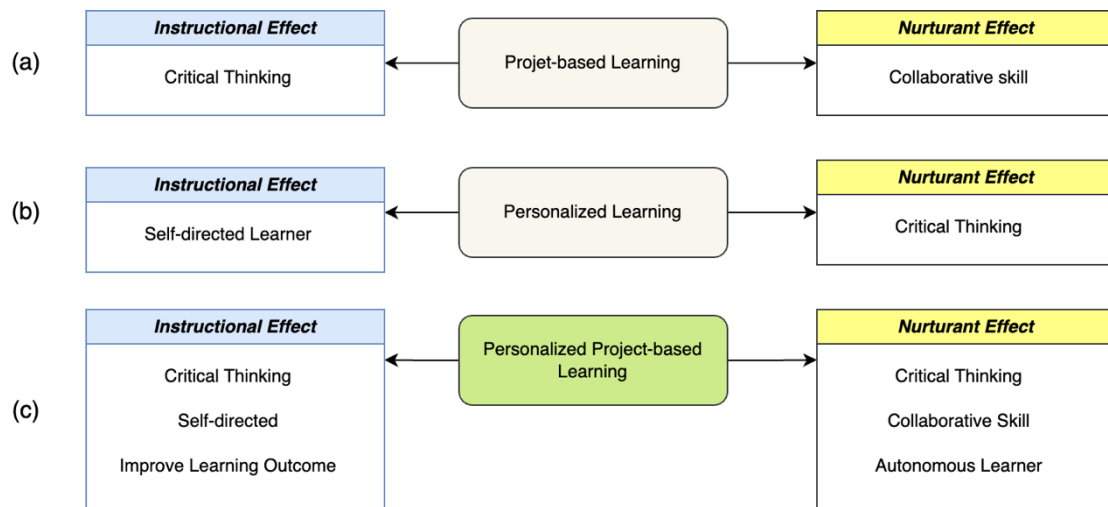 Instructional Effect
Nurturant Effect
(a)
Critical Thinking
Projet-based Learning
Collaborative skill
Instructional Effect
Nurturant Effect
(b)
Self-directed Learner
Personalized Learning
Critical Thinking
Instructional Effect
Nurturant Effect
Personalized Project-based
Learning
(c)
Critical Thinking
Self-directed
Improve Learning Outcome
Critical Thinking
Collaborative Skill
Autonomous Learner